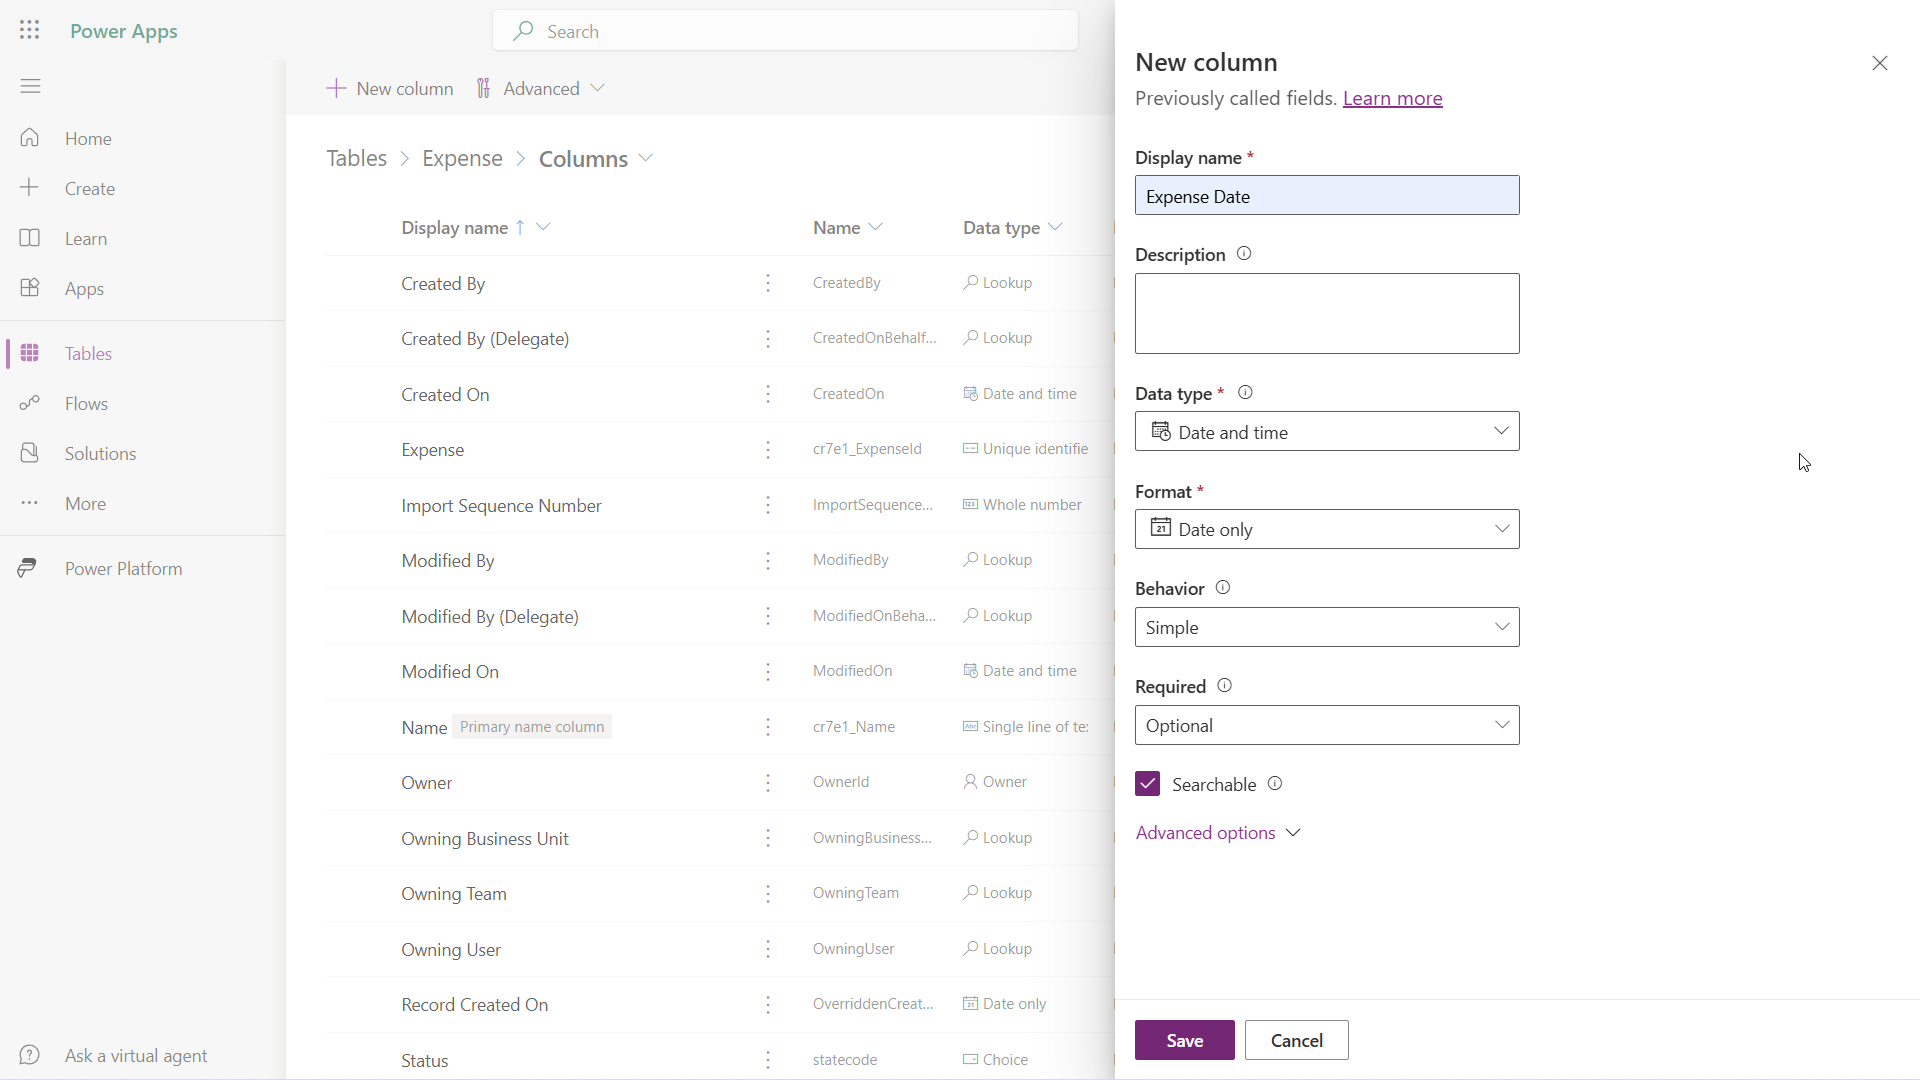 Power Apps
Search
Home
Create
Learn
Apps
Tables
Flows
Solutions
More
Power Platform
Ask a virtual agent
New column
Advanced
Tables > Expense > Columns
Display name ↑ Name Data type
Created By CreatedBy Lookup
Created By (Delegate) CreatedOnBehalf... Lookup
Created On CreatedOn Date and time
Expense cr7e1_ExpenseId Unique identifie
Import Sequence Number ImportSequence... Whole number
Modified By ModifiedBy Lookup
Modified By (Delegate) ModifiedOnBeha... Lookup
Modified On ModifiedOn Date and time
Name Primary name column cr7e1_Name Single line of te
Owner OwnerId Owner
Owning Business Unit OwningBusiness... Lookup
Owning Team OwningTeam Lookup
Owning User OwningUser Lookup
Record Created On OverriddenCreat... Date only
Status statecode Choice
New column
Previously called fields. Learn more
Display name *
Expense Date
Description
Data type *
Date and time
Format *
Date only
Behavior
Simple
Required
Optional
Searchable
Advanced options
Save Cancel